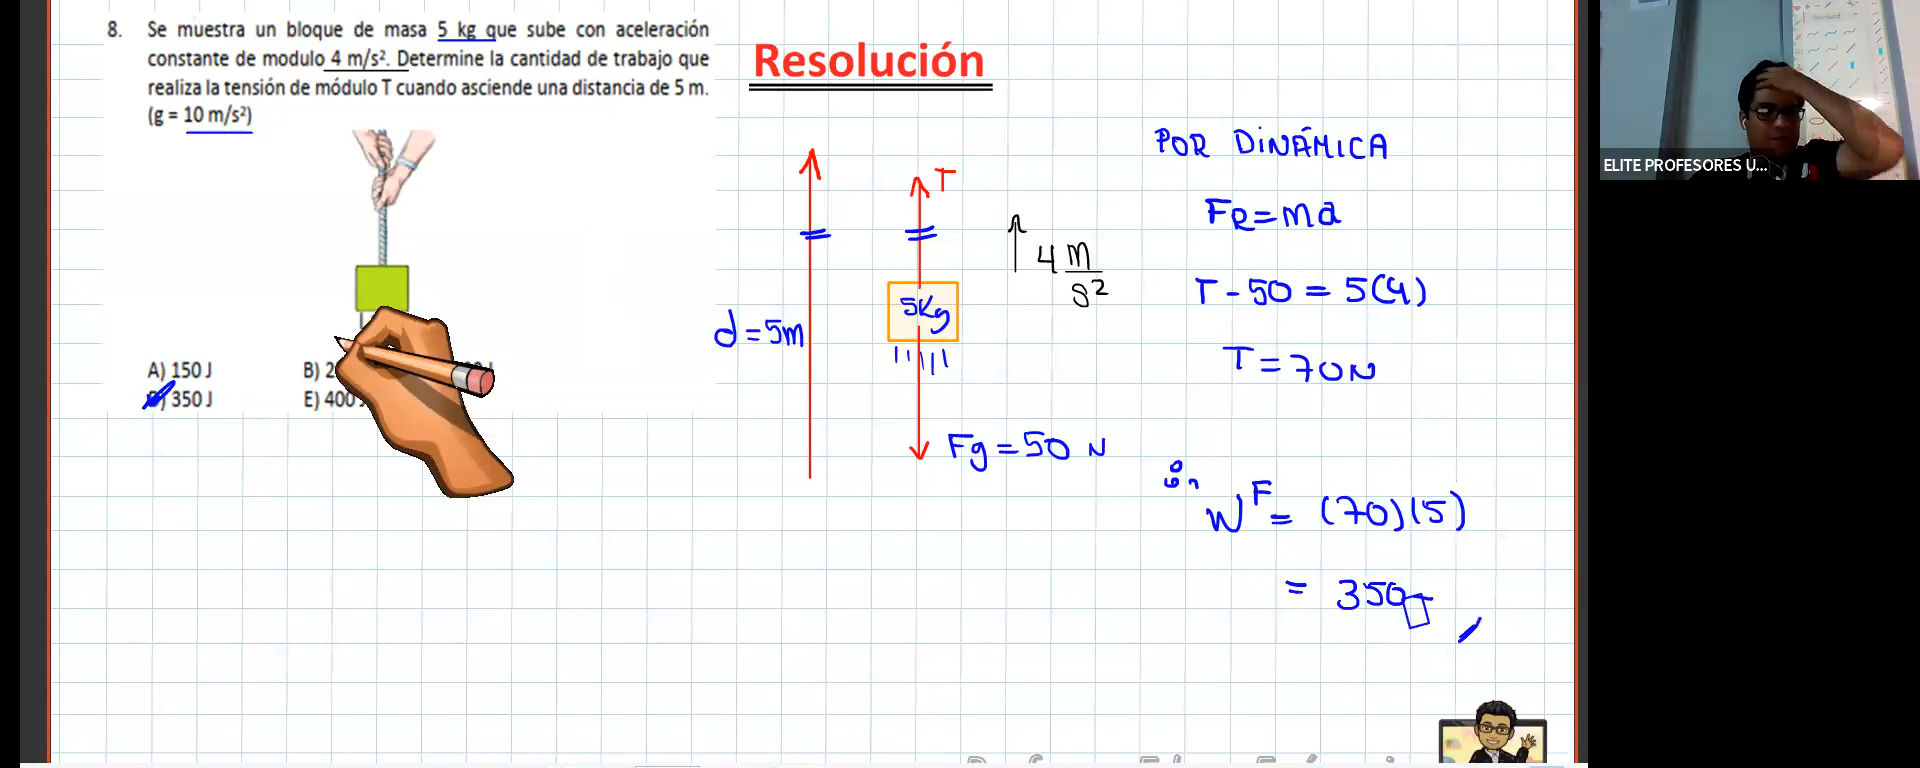 8. Se muestra un bloque de masa 5 kg que sube con aceleración
constante de modulo 4 m/s². Determine la cantidad de trabajo que
realiza la tensión de módulo T cuando asciende una distancia de 5 m.
(g = 10 m/s²)
A) 150 J B) 2
350 J E) 400
Resolución
T
4 m/s²
5Kg
d = 5m
Fg = 50 N
POR DINÁMICA
FR = ma
T - 50 = 5(4)
T = 70N
∴ W^F = (70)(5)
= 350J
ELITE PROFESORES U...
Standard